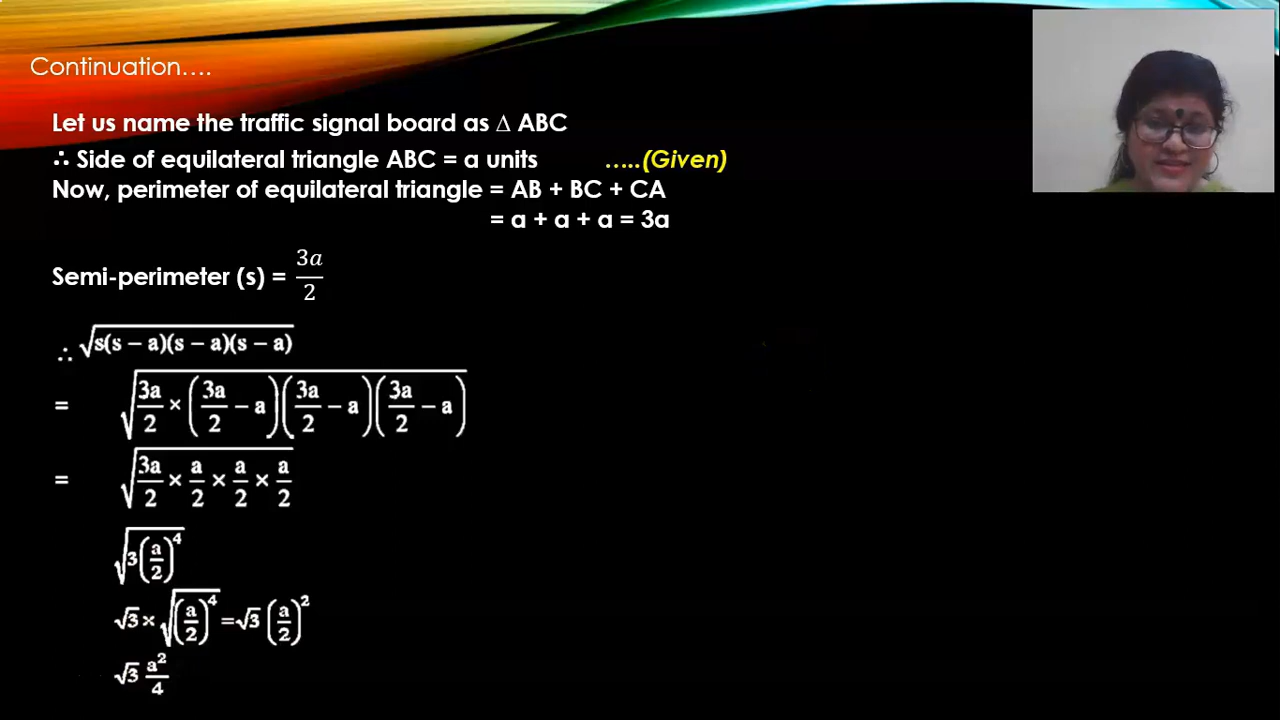 Continuation….
Let us name the traffic signal board as ∆ ABC
∴ Side of equilateral triangle ABC = a units …..(Given)
Now, perimeter of equilateral triangle = AB + BC + CA
= a + a + a = 3a
Semi-perimeter (s) = 3a/2
∴ √(s(s – a)(s – a)(s – a))
= √(3a/2 × (3a/2 – a)(3a/2 – a)(3a/2 – a))
= √(3a/2 × a/2 × a/2 × a/2)
√(3(a/2)⁴)
√3 × √((a/2)⁴) = √3 (a/2)²
√3 a²/4